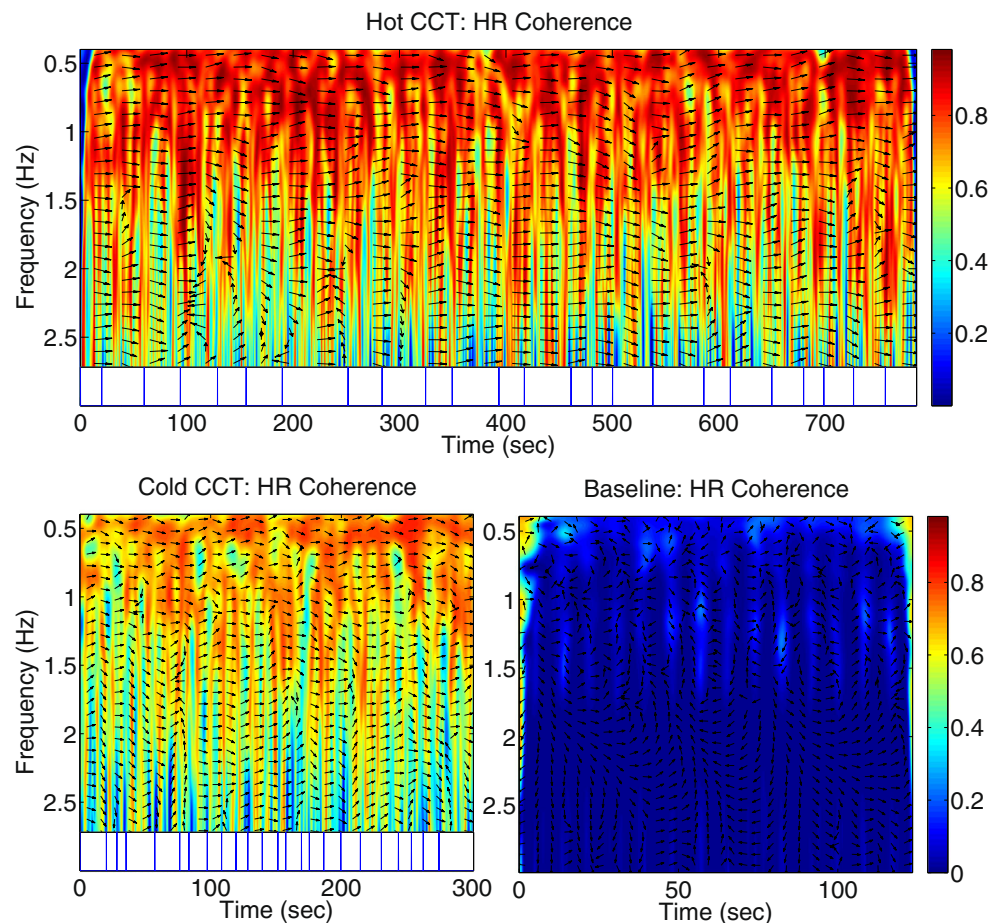 Hot CCT: HR Coherence
Frequency (Hz)
0.5
1
1.5
2
2.5
0 100 200 300 400 500 600 700
Time (sec)
0.8
0.6
0.4
0.2
Cold CCT: HR Coherence
Frequency (Hz)
0.5
1
1.5
2
2.5
0 100 200 300
Time (sec)
Baseline: HR Coherence
0.5
1
1.5
2
2.5
0 50 100
Time (sec)
0.8
0.6
0.4
0.2
0